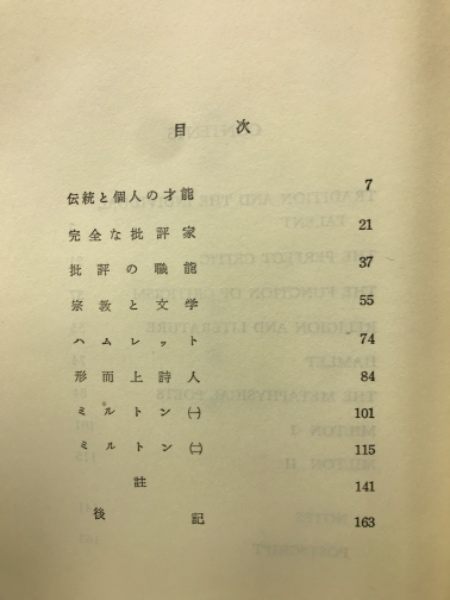 目次
伝統と個人の才能 7
完全な批評家 21
批評の職能 37
宗教と文学 55
ハムレット 74
形而上詩人 84
ミルトン㈠ 101
ミルトン㈡ 115
註 141
後記 163